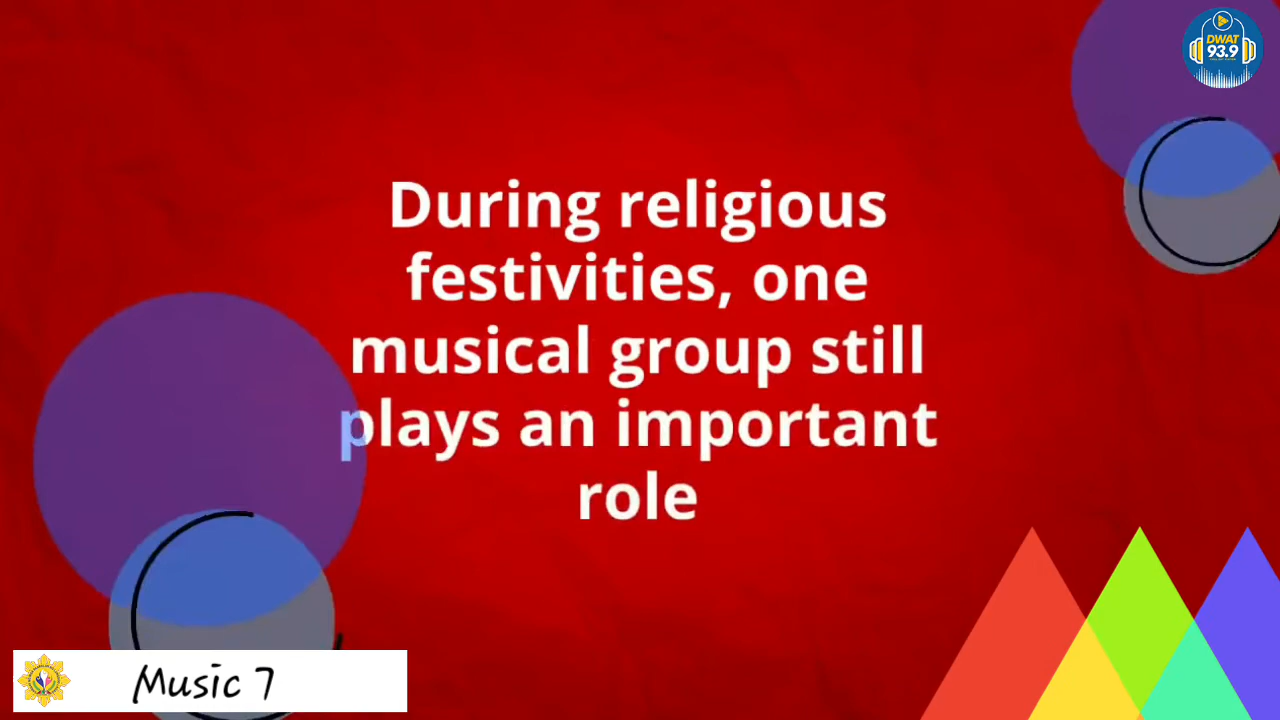 DWAT
93.9
During religious
festivities, one
musical group still
plays an important
role
Music 7